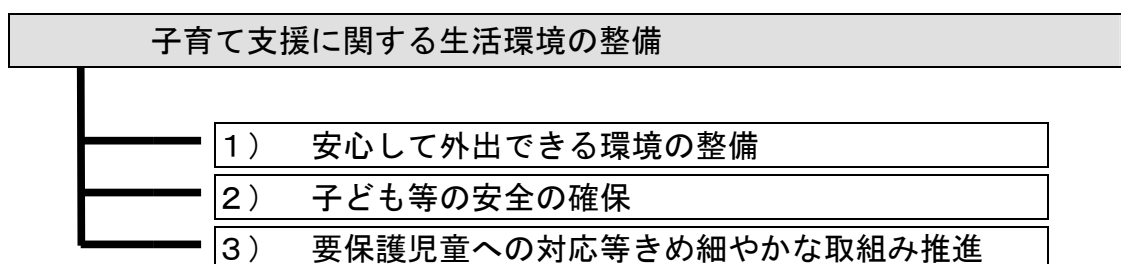 子育て支援に関する生活環境の整備
１） 安心して外出できる環境の整備
２） 子ども等の安全の確保
３） 要保護児童への対応等きめ細やかな取組み推進